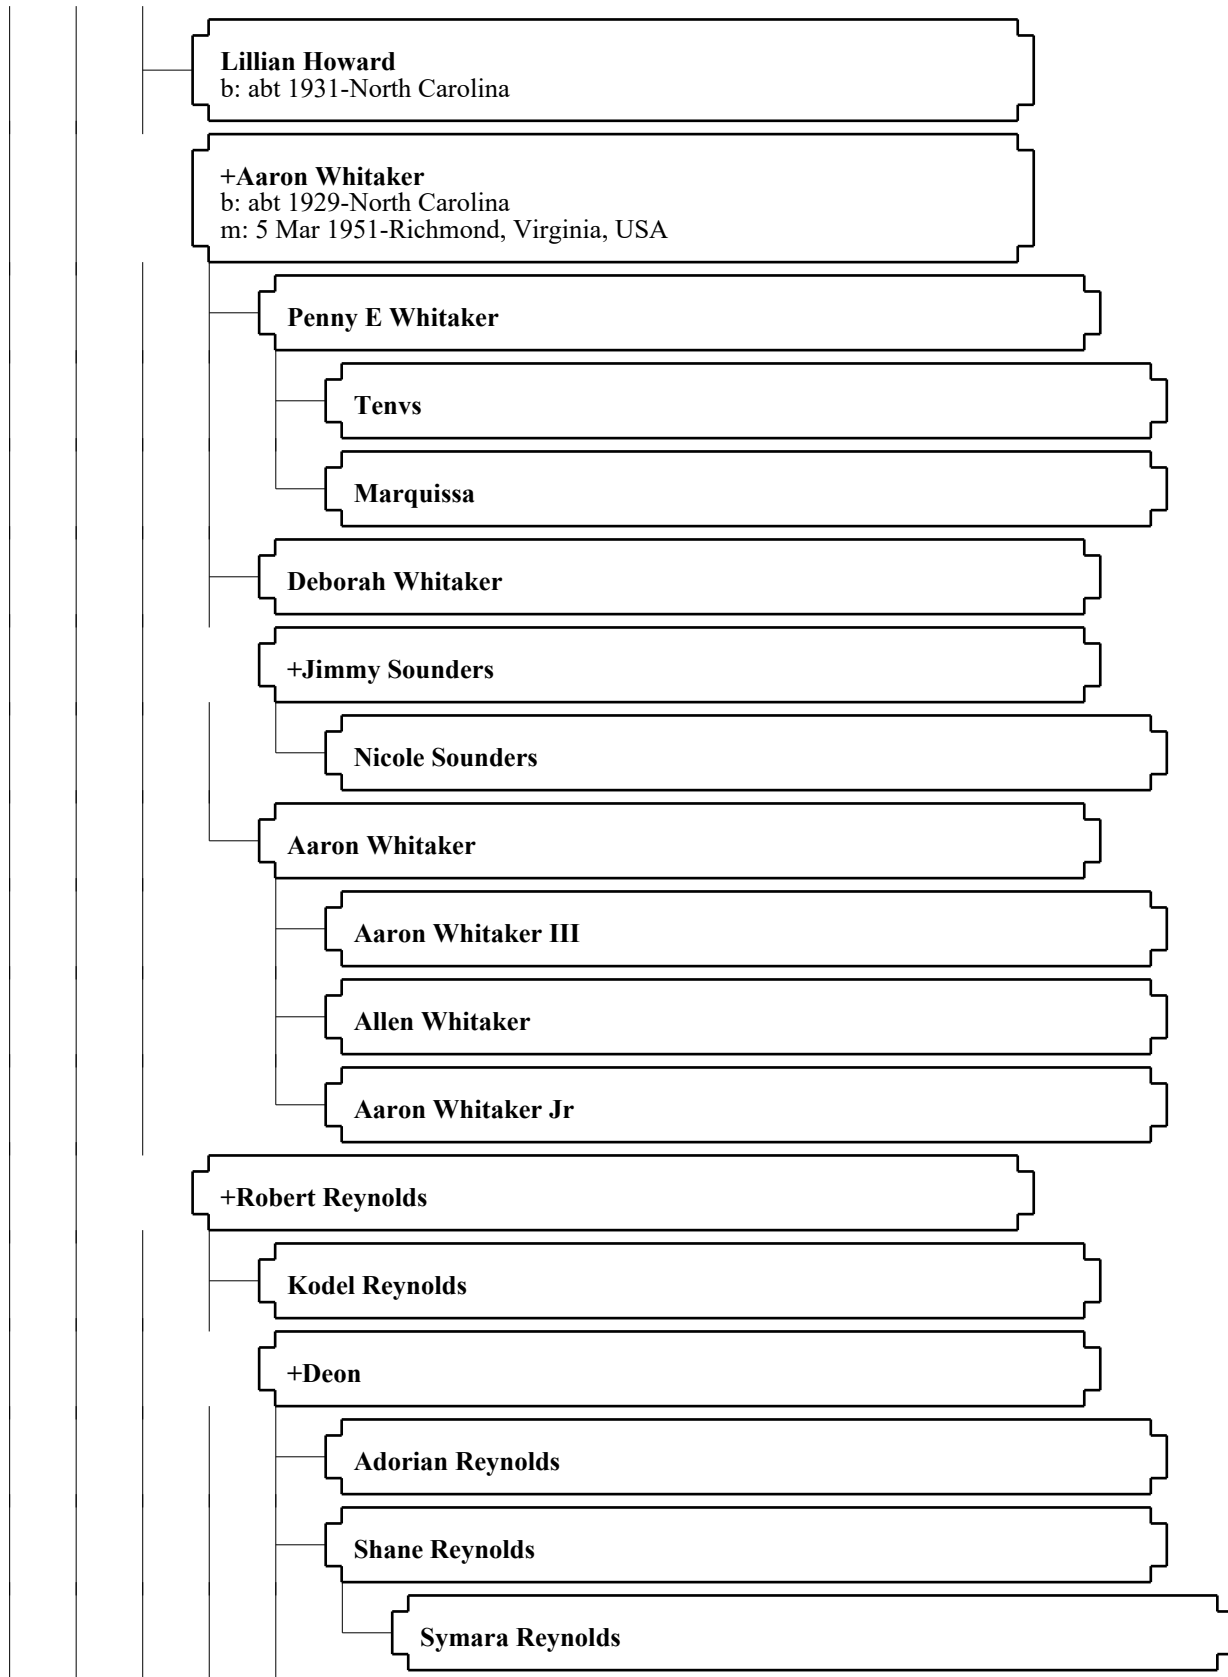 Lillian Howard
b: abt 1931-North Carolina
+Aaron Whitaker
b: abt 1929-North Carolina
m: 5 Mar 1951-Richmond, Virginia, USA
Penny E Whitaker
Tenvs
Marquissa
Deborah Whitaker
+Jimmy Sounders
Nicole Sounders
Aaron Whitaker
Aaron Whitaker III
Allen Whitaker
Aaron Whitaker Jr
+Robert Reynolds
Kodel Reynolds
+Deon
Adorian Reynolds
Shane Reynolds
Symara Reynolds